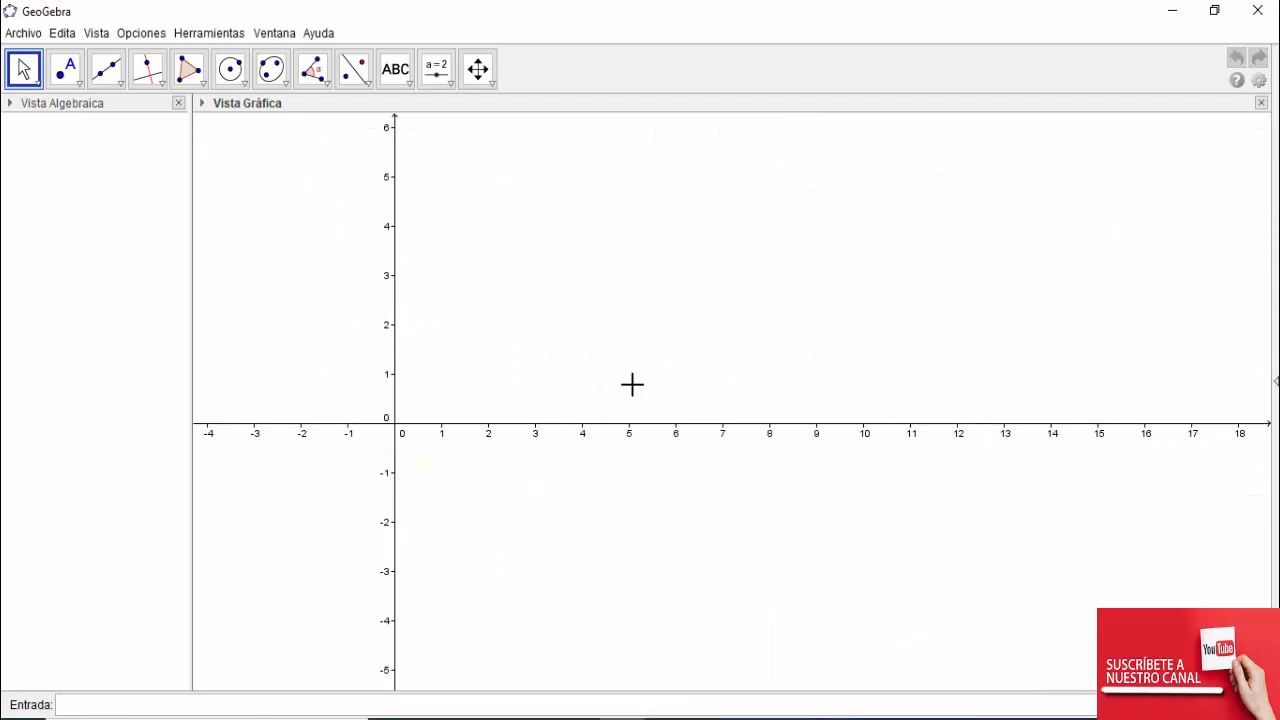 GeoGebra
Archivo Edita Vista Opciones Herramientas Ventana Ayuda
A
α
ABC
a=2
?
Vista Algebraica
Vista Gráfica
6
5
4
3
2
1
0
-4 -3 -2 -1 0 1 2 3 4 5 6 7 8 9 10 11 12 13 14 15 16 17 18
-1
-2
-3
-4
-5
YouTube
SUSCRÍBETE A
NUESTRO CANAL
Entrada: